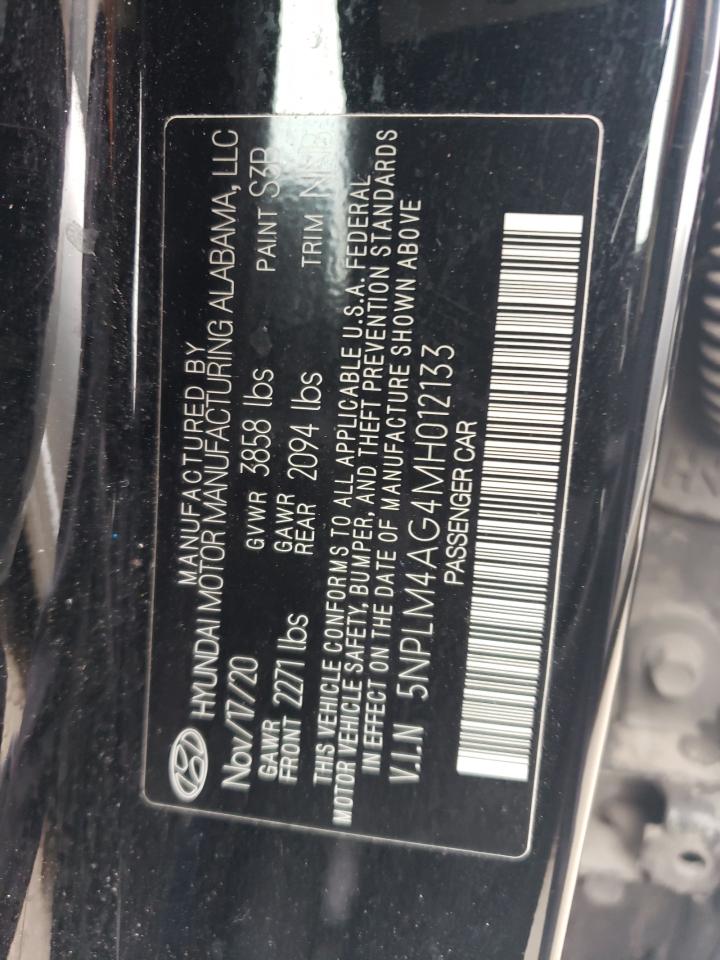 MANUFACTURED BY
HYUNDAI MOTOR MANUFACTURING ALABAMA, LLC
Nov/17/20 GVWR 3858 lbs PAINT S3P
GAWR FRONT 2271 lbs GAWR REAR 2094 lbs TRIM
THIS VEHICLE CONFORMS TO ALL APPLICABLE U.S.A. FEDERAL
MOTOR VEHICLE SAFETY, BUMPER, AND THEFT PREVENTION STANDARDS
IN EFFECT ON THE DATE OF MANUFACTURE SHOWN ABOVE
V.I.N 5NPLM4AG4MH012133
PASSENGER CAR